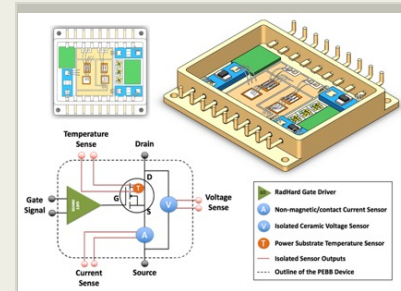 Temperature
Sense
Drain
D
T
G
S
Gate
Signal
V
Voltage
Sense
A
Current
Sense
Source
RadHard Gate Driver
A Non-magnetic/contact Current Sensor
V Isolated Ceramic Voltage Sensor
T Power Substrate Temperature Sensor
Isolated Sensor Outputs
Outline of the PEBB Device